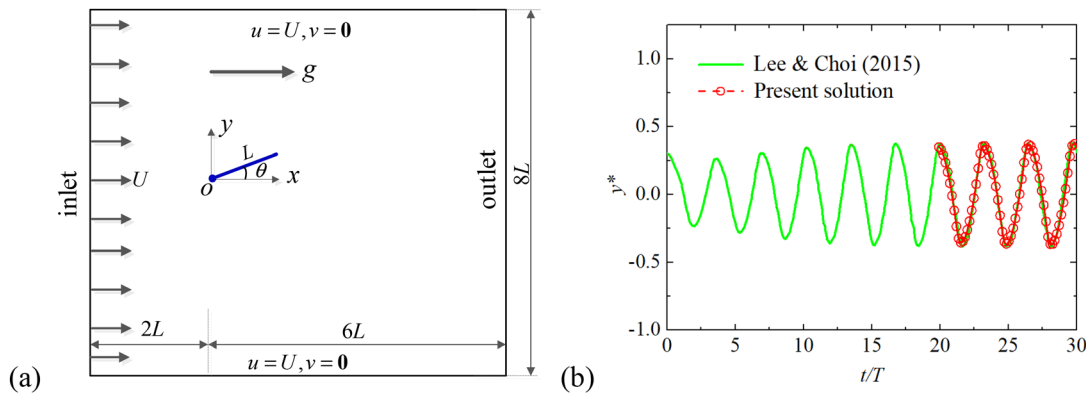 u = U, v = 0
g
y
L
θ
o
x
U
inlet
outlet
8L
2L
6L
u = U, v = 0
(a)
Lee & Choi (2015)
Present solution
1.0
0.5
0.0
-0.5
-1.0
y*
0 5 10 15 20 25 30
t/T
(b)